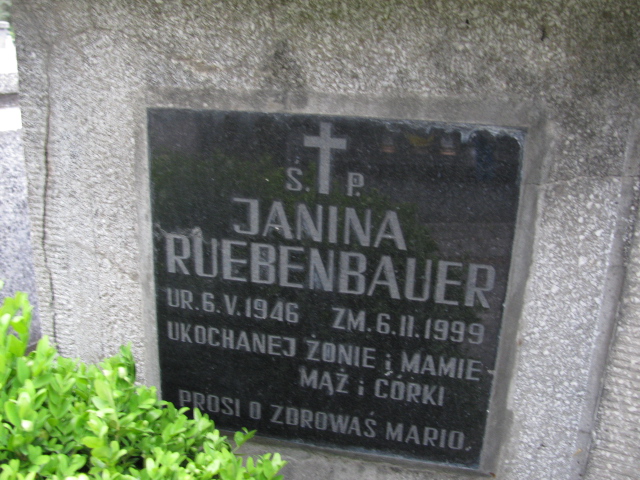 Ś. P.
JANINA
RUEBENBAUER
UR. 6. V. 1946 ZM. 6. II. 1999
UKOCHANEJ ŻONIE i MAMIE -
MĄŻ i CÓRKI
PROSI O ZDROWAŚ MARIO.